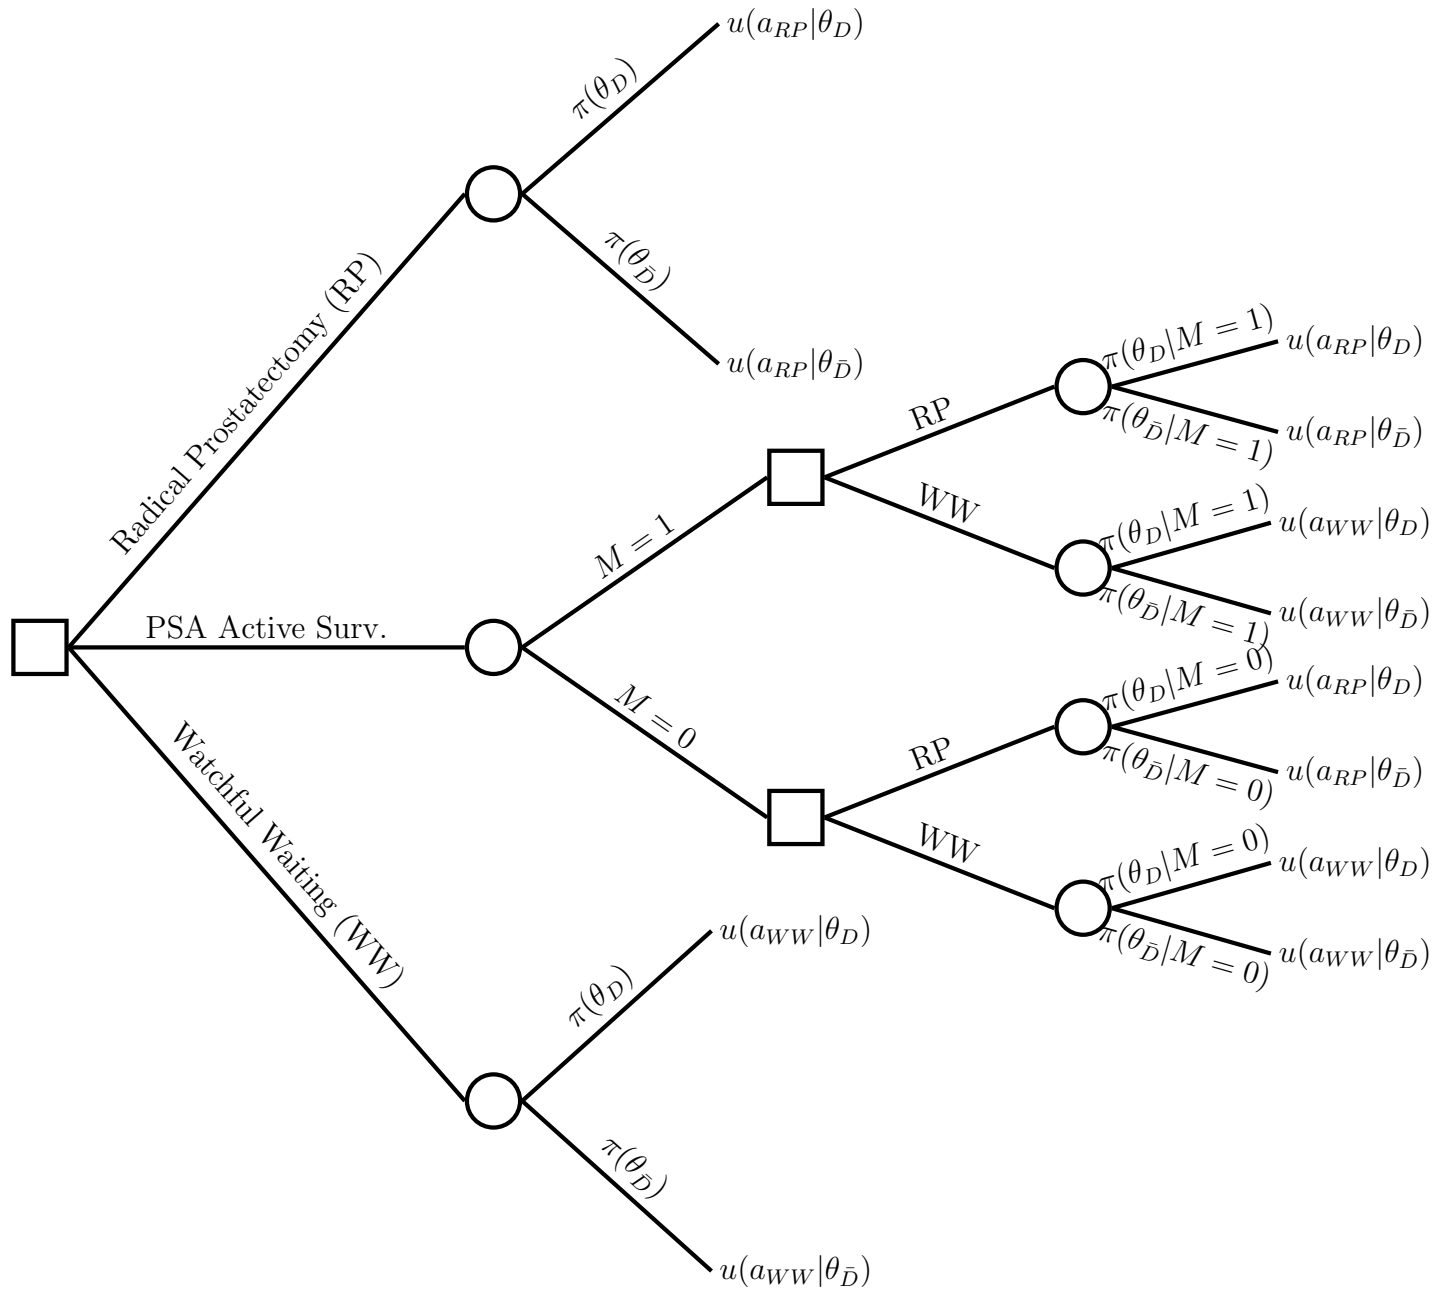 u(a_{RP}|θ_D)
π(θ_D)
π(θ_{D̄})
u(a_{RP}|θ_{D̄})
Radical Prostatectomy (RP)
PSA Active Surv.
Watchful Waiting (WW)
M = 1
M = 0
RP
π(θ_D|M = 1)
u(a_{RP}|θ_D)
π(θ_{D̄}|M = 1)
u(a_{RP}|θ_{D̄})
WW
π(θ_D|M = 1)
u(a_{WW}|θ_D)
π(θ_{D̄}|M = 1)
u(a_{WW}|θ_{D̄})
RP
π(θ_D|M = 0)
u(a_{RP}|θ_D)
π(θ_{D̄}|M = 0)
u(a_{RP}|θ_{D̄})
WW
π(θ_D|M = 0)
u(a_{WW}|θ_D)
π(θ_{D̄}|M = 0)
u(a_{WW}|θ_{D̄})
u(a_{WW}|θ_D)
π(θ_D)
π(θ_{D̄})
u(a_{WW}|θ_{D̄})